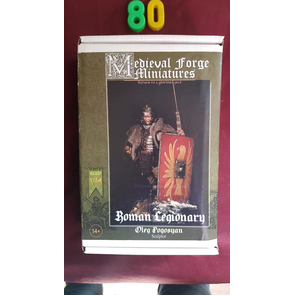 80
Medieval Forge
Miniatures
Roman Legionary
Oleg Pogosyan
Sculptor
14+